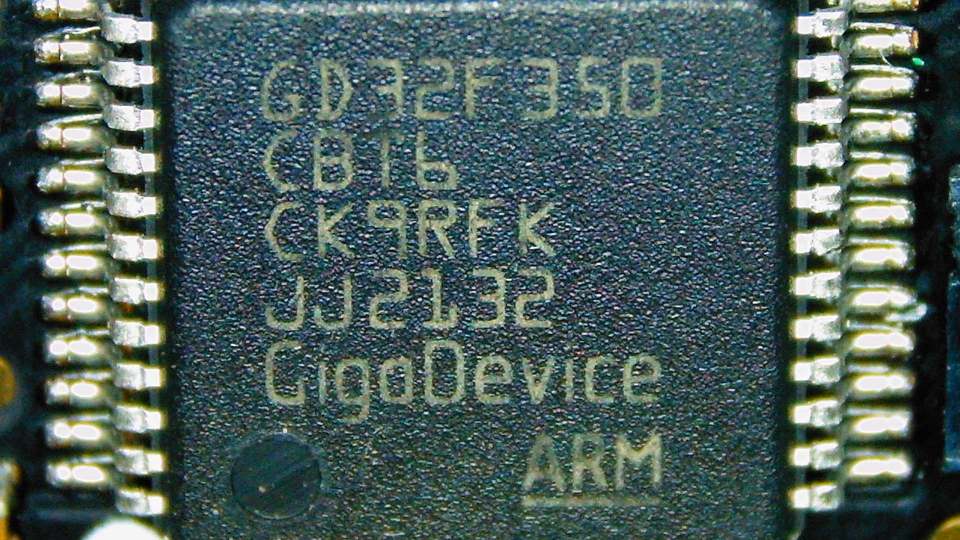 GD32F350
CBT6
CK9RFK
JJ2132
GigaDevice
ARM